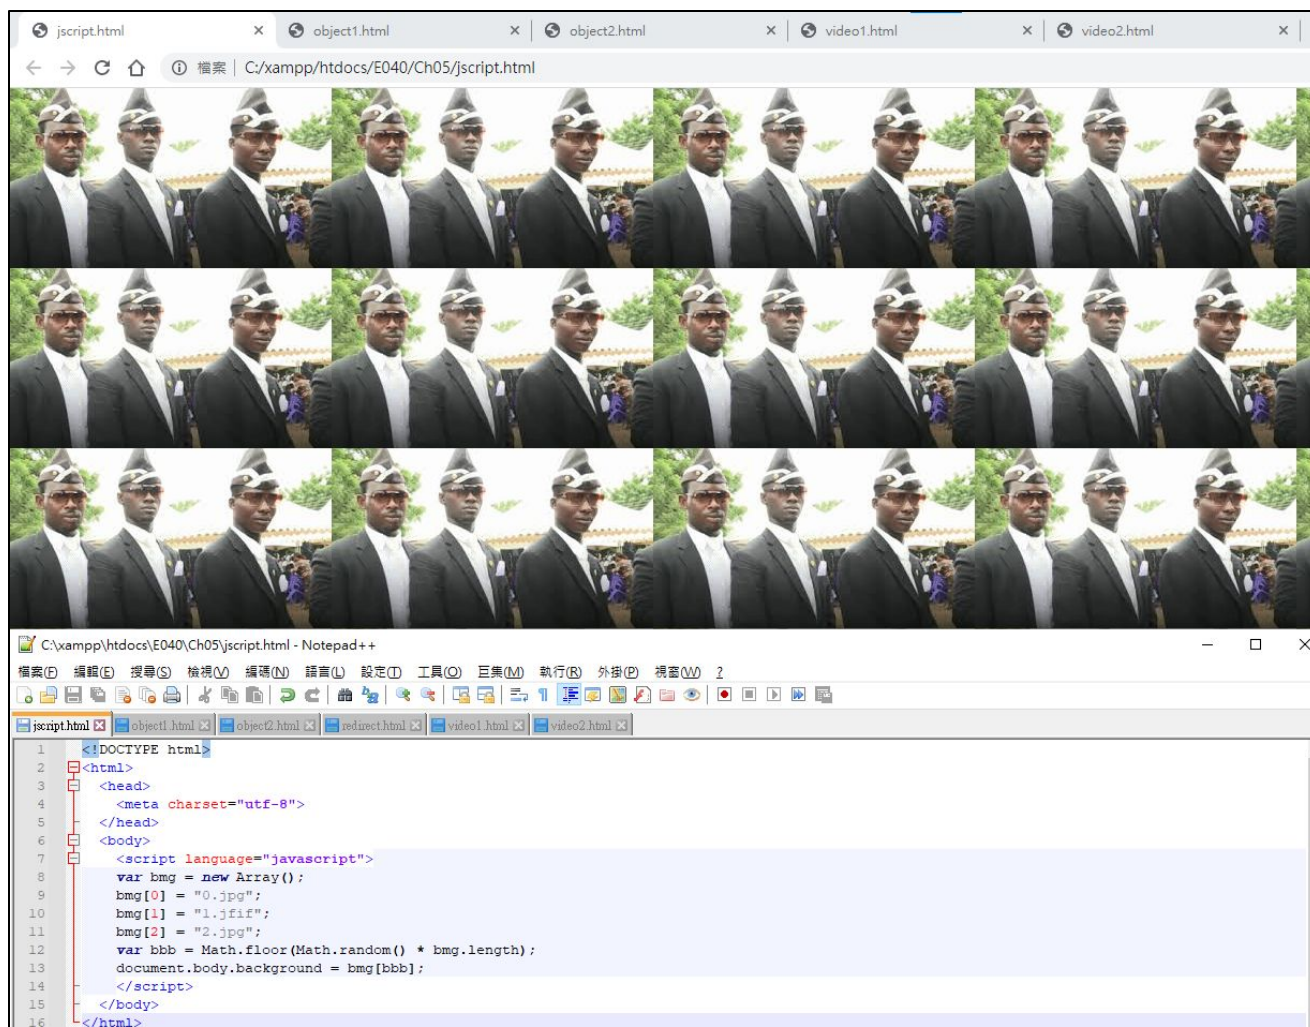 jscript.html × object1.html × object2.html × video1.html × video2.html ×
檔案 C:/xampp/htdocs/E040/Ch05/jscript.html
C:\xampp\htdocs\E040\Ch05\jscript.html - Notepad++
檔案(F) 編輯(E) 搜尋(S) 檢視(V) 編碼(N) 語言(L) 設定(T) 工具(O) 巨集(M) 執行(R) 外掛(P) 視窗(W) ?
jscript.html object1.html object2.html redirect.html video1.html video2.html
1 <!DOCTYPE html>
2 <html>
3 <head>
4 <meta charset="utf-8">
5 </head>
6 <body>
7 <script language="javascript">
8 var bmg = new Array();
9 bmg[0] = "0.jpg";
10 bmg[1] = "1.jfif";
11 bmg[2] = "2.jpg";
12 var bbb = Math.floor(Math.random() * bmg.length);
13 document.body.background = bmg[bbb];
14 </script>
15 </body>
16 </html>